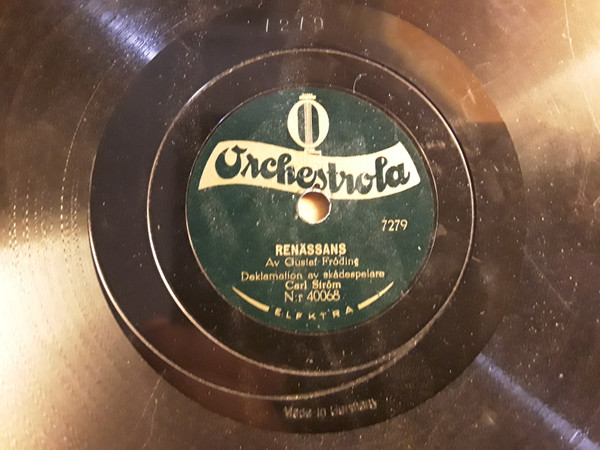 Orchestrola
7279
RENÄSSANS
Av Gustaf Fröding
Deklamation av skådespelare
Carl Ström
N:r 40068
ELEKTRA
Made in Germany